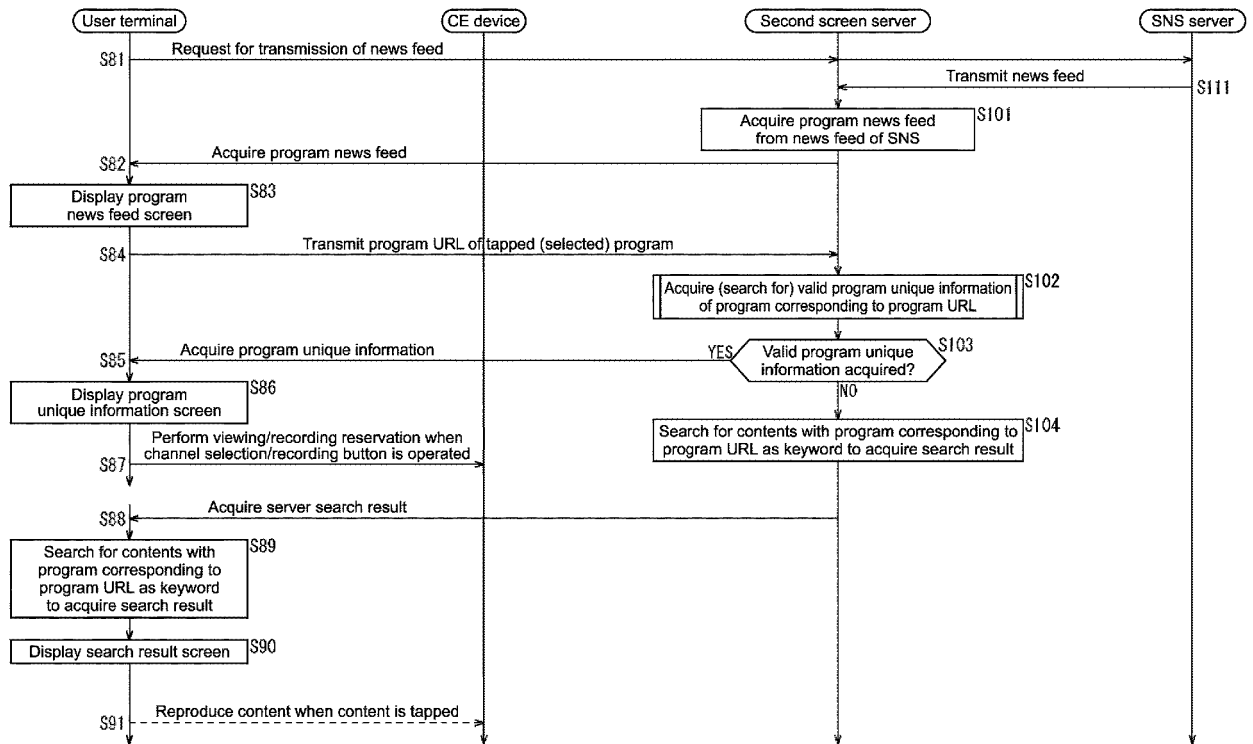 User terminal
CE device
Second screen server
SNS server
Request for transmission of news feed
S81
Transmit news feed
S111
Acquire program news feed
from news feed of SNS
S101
Acquire program news feed
S82
Display program
news feed screen
S83
Transmit program URL of tapped (selected) program
S84
Acquire (search for) valid program unique information
of program corresponding to program URL
S102
Acquire program unique information
S85
YES
Valid program unique
information acquired?
S103
NO
Display program
unique information screen
S86
Perform viewing/recording reservation when
channel selection/recording button is operated
S87
Search for contents with program corresponding to
program URL as keyword to acquire search result
S104
Acquire server search result
S88
Search for contents with
program corresponding to
program URL as keyword
to acquire search result
S89
Display search result screen
S90
Reproduce content when content is tapped
S91